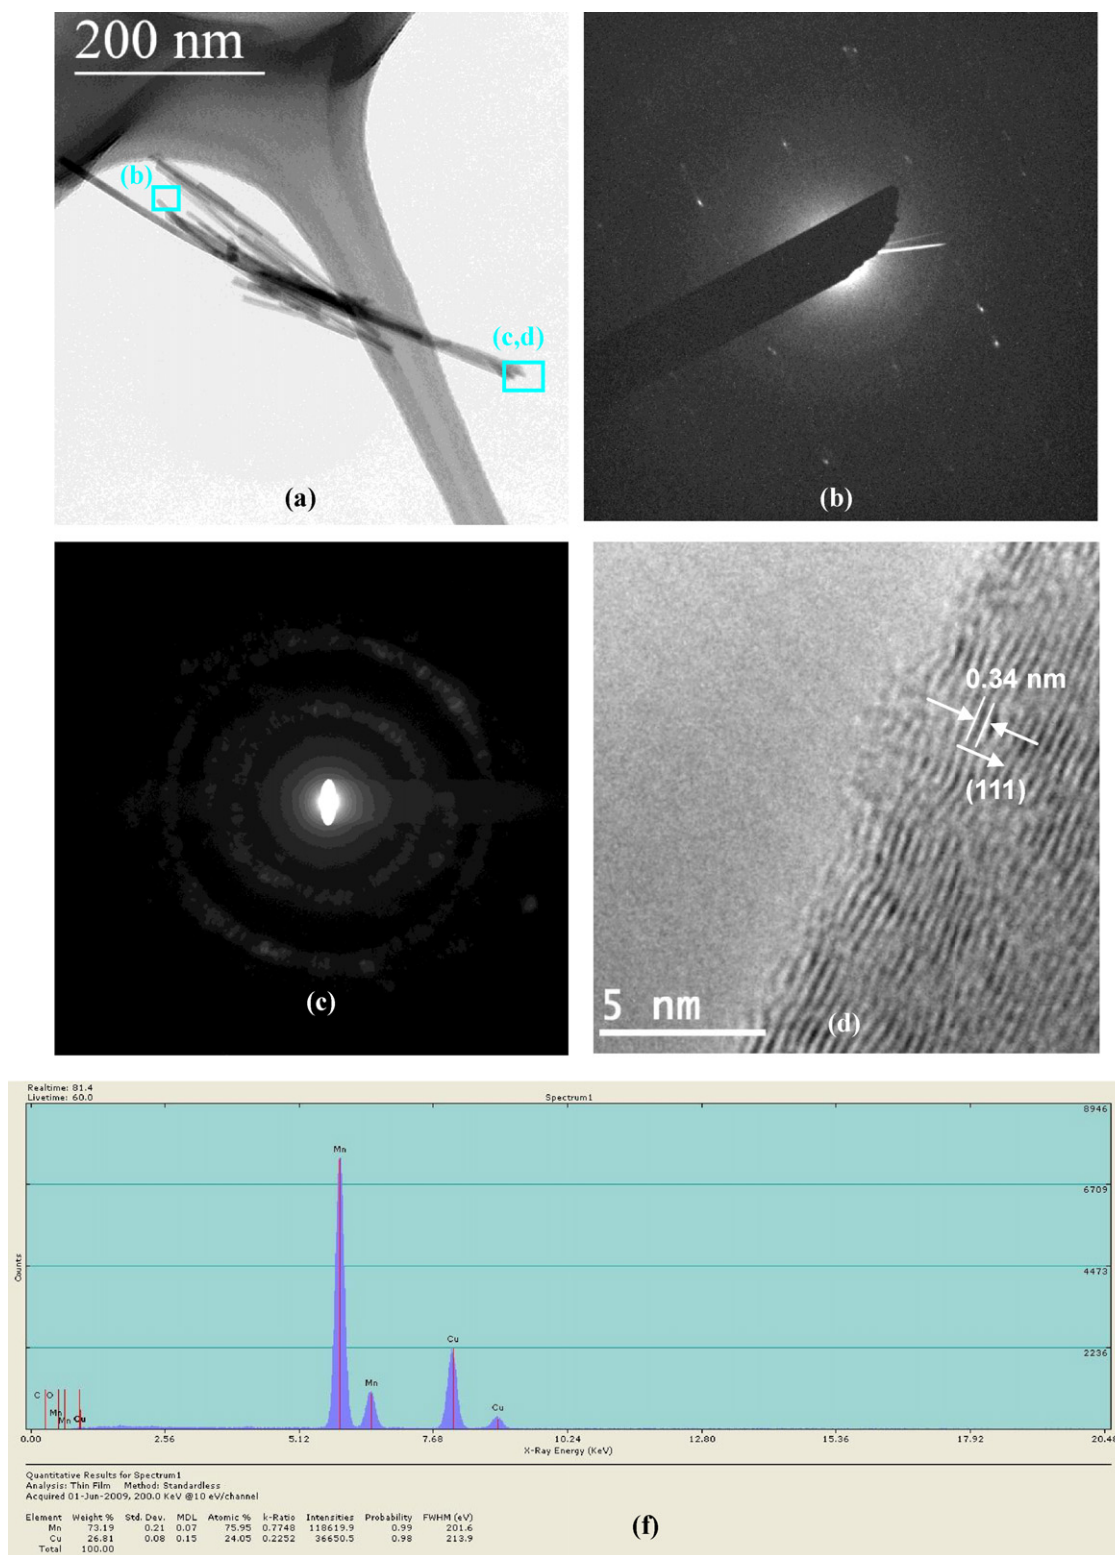 200 nm
(b)
(c,d)
(a)
(b)
(c)
0.34 nm
(111)
5 nm
(d)
Realtime: 81.4
Livetime: 60.0
Spectrum1
8946
6709
4473
2236
Counts
Mn
Mn
Cu
Cu
C O
Mn
Mn
Cu
0.00 2.56 5.12 7.68 10.24 12.80 15.36 17.92 20.48
X-Ray Energy (KeV)
Quantitative Results for Spectrum1
Analysis: Thin Film Method: Standardless
Acquired 01-Jun-2009, 200.0 KeV @10 eV/channel
Element Weight % Std. Dev. MDL Atomic % k-Ratio Intensities Probability FWHM (eV)
Mn 73.19 0.21 0.07 75.95 0.7748 118619.9 0.99 201.6
Cu 26.81 0.08 0.15 24.05 0.2252 36650.5 0.98 213.9
Total 100.00
(f)